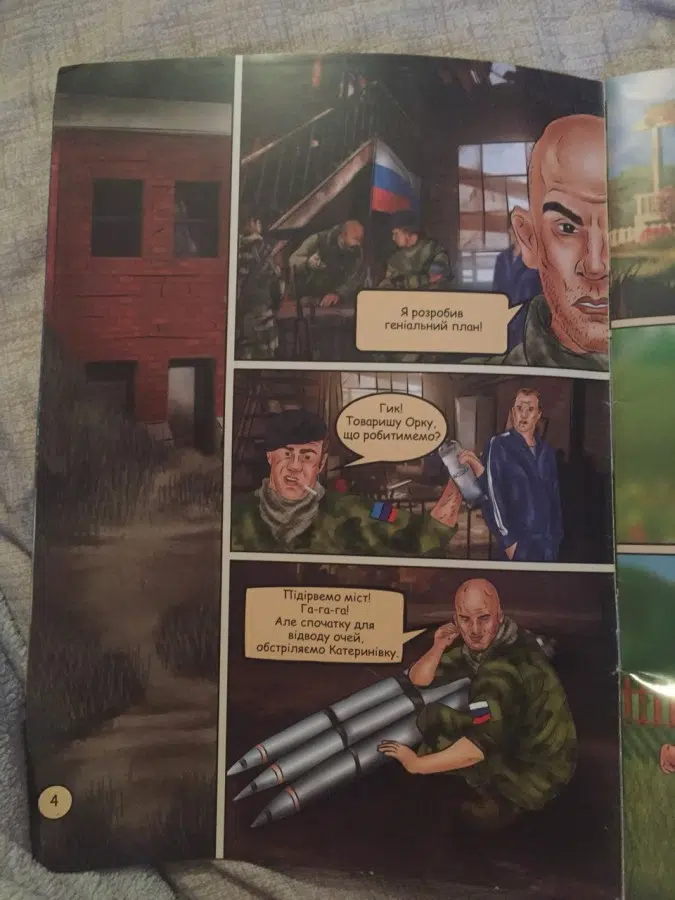 Я розробив
геніальний план!
Гик!
Товаришу Орку,
що робитимемо?
Підірвемо міст!
Га-га-га!
Але спочатку для
відводу очей,
обстріляємо Катеринівку.
4